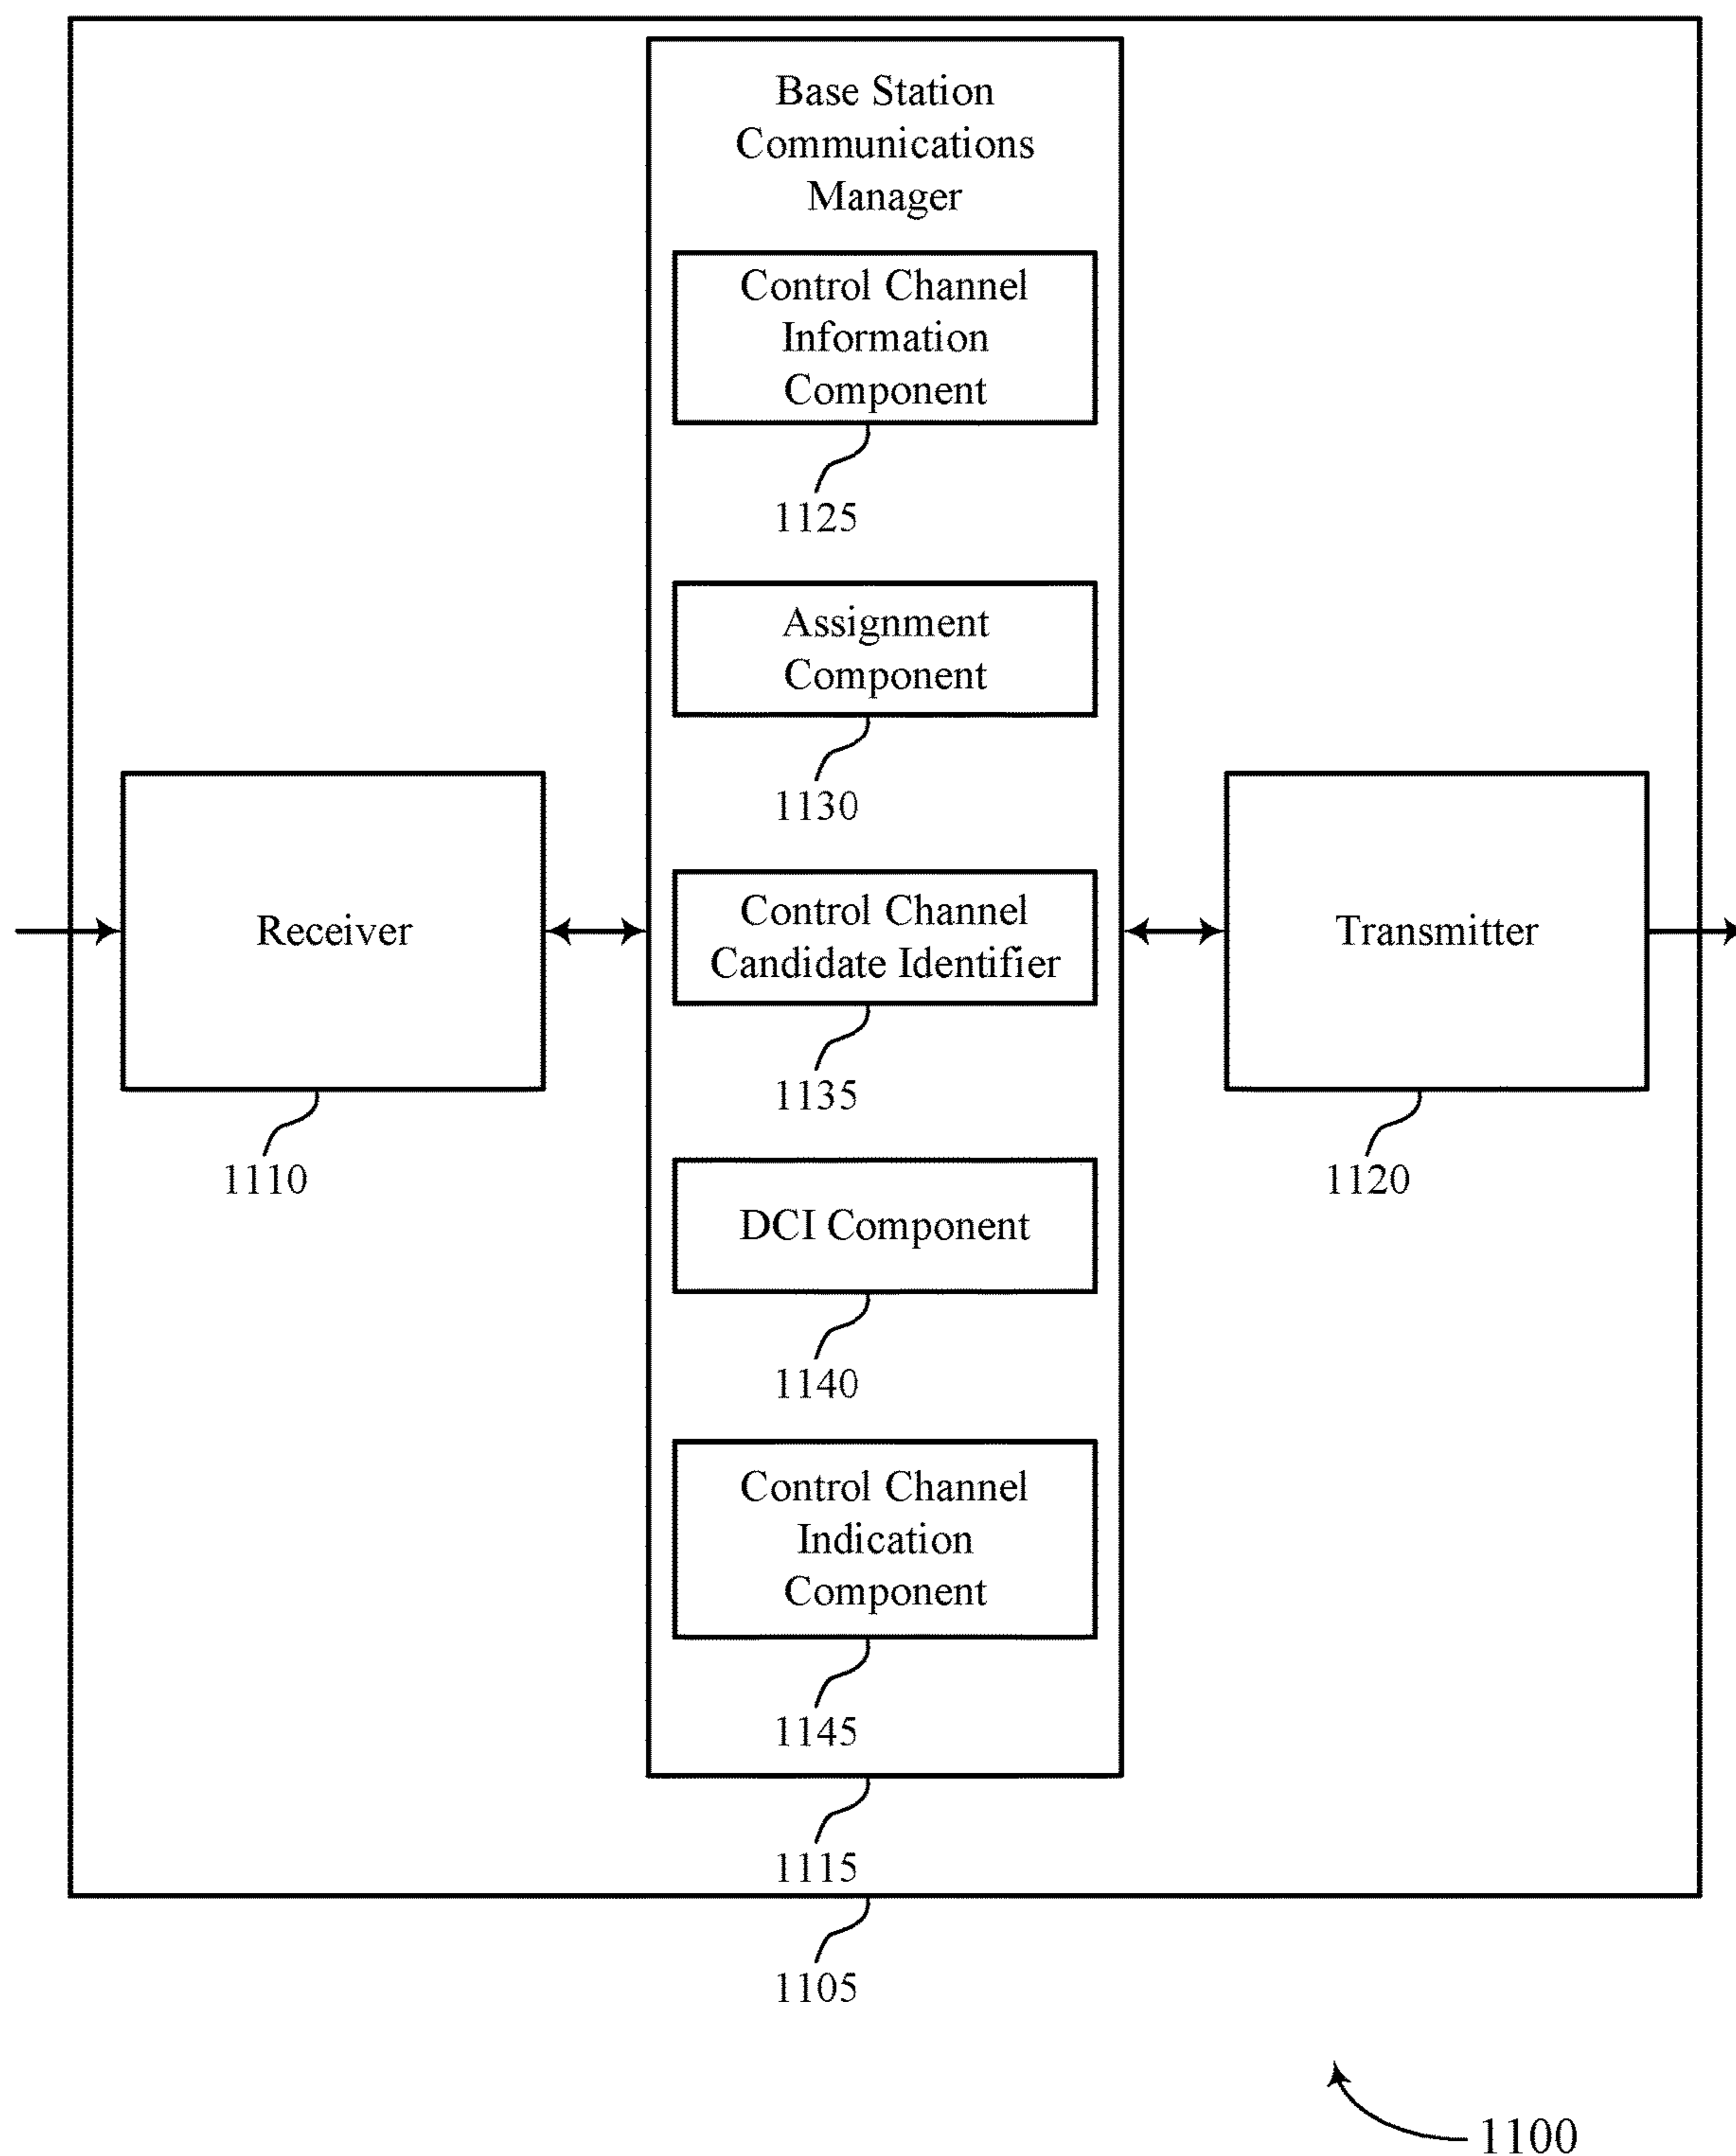 Base Station
Communications
Manager
Control Channel
Information
Component
1125
Assignment
Component
1130
Receiver
1110
Control Channel
Candidate Identifier
1135
Transmitter
1120
DCI Component
1140
Control Channel
Indication
Component
1145
1115
1105
1100